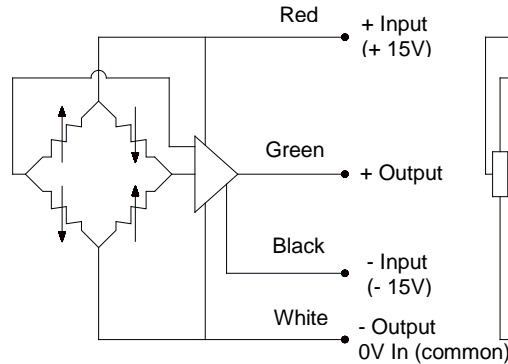 Red
+ Input
(+ 15V)
Green
+ Output
Black
- Input
(- 15V)
White
- Output
0V In (common)